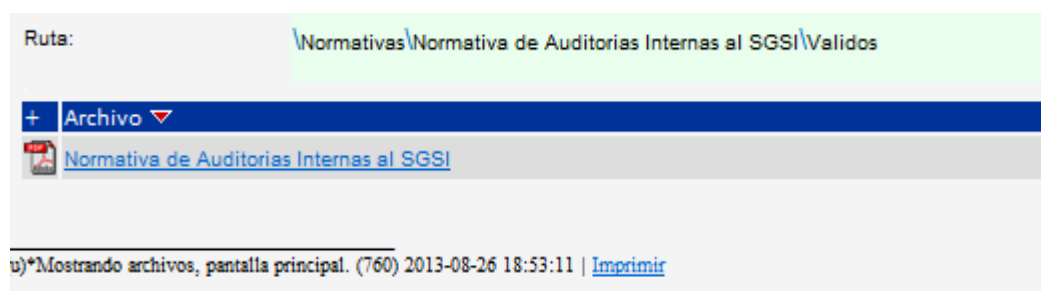 Ruta: \Normativas\Normativa de Auditorias Internas al SGSI\Validos
+ Archivo
Normativa de Auditorias Internas al SGSI
u)*Mostrando archivos, pantalla principal. (760) 2013-08-26 18:53:11 | Imprimir